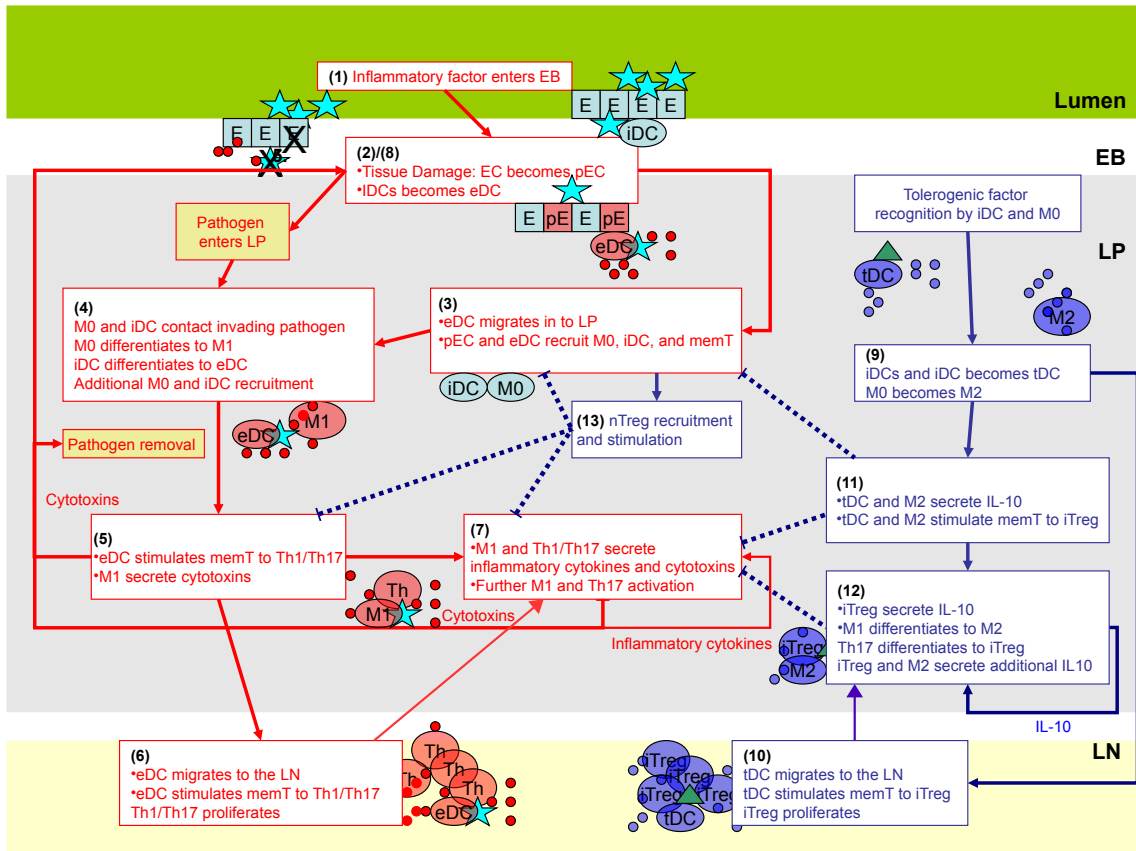 (1) Inflammatory factor enters EB
E E E E
Lumen
E E E
iDC
EB
(2)/(8)
•Tissue Damage: EC becomes pEC
•IDCs becomes eDC
E pE E pE
eDC
Pathogen
enters LP
Tolerogenic factor
recognition by iDC and M0
LP
tDC
M2
(4)
M0 and iDC contact invading pathogen
M0 differentiates to M1
iDC differentiates to eDC
Additional M0 and iDC recruitment
(3)
•eDC migrates in to LP
•pEC and eDC recruit M0, iDC, and memT
iDC M0
(9)
iDCs and iDC becomes tDC
M0 becomes M2
eDC M1
(13) nTreg recruitment
and stimulation
Pathogen removal
Cytotoxins
(11)
•tDC and M2 secrete IL-10
•tDC and M2 stimulate memT to iTreg
(5)
•eDC stimulates memT to Th1/Th17
•M1 secrete cytotoxins
(7)
•M1 and Th1/Th17 secrete
inflammatory cytokines and cytotoxins
•Further M1 and Th17 activation
Th
M1
Cytotoxins
Inflammatory cytokines
(12)
•iTreg secrete IL-10
•M1 differentiates to M2
Th17 differentiates to iTreg
iTreg and M2 secrete additional IL10
iTreg
M2
IL-10
LN
(6)
•eDC migrates to the LN
•eDC stimulates memT to Th1/Th17
Th1/Th17 proliferates
Th
Th
Th
Th
eDC
iTreg
iTreg
iTreg
iTreg
tDC
(10)
tDC migrates to the LN
tDC stimulates memT to iTreg
iTreg proliferates